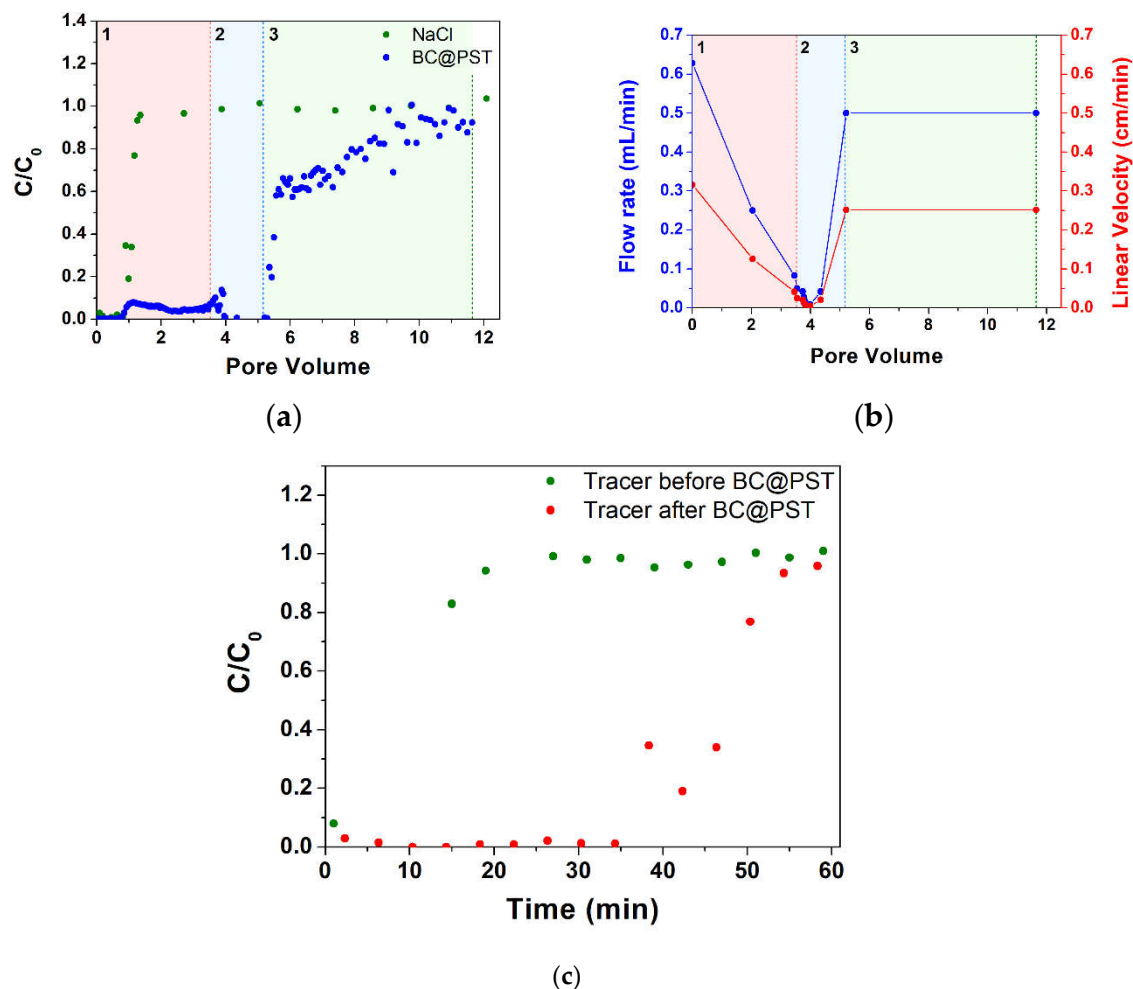 1 2 3
NaCl
BC@PST
C/C0
1.4
1.2
1.0
0.8
0.6
0.4
0.2
0.0
0 2 4 6 8 10 12
Pore Volume
(a)
1 2 3
Flow rate (mL/min)
0.7
0.6
0.5
0.4
0.3
0.2
0.1
0.0
0.7
0.6
0.5
0.4
0.3
0.2
0.1
0.0
Linear Velocity (cm/min)
0 2 4 6 8 10 12
Pore Volume
(b)
Tracer before BC@PST
Tracer after BC@PST
C/C0
1.2
1.0
0.8
0.6
0.4
0.2
0.0
0 10 20 30 40 50 60
Time (min)
(c)